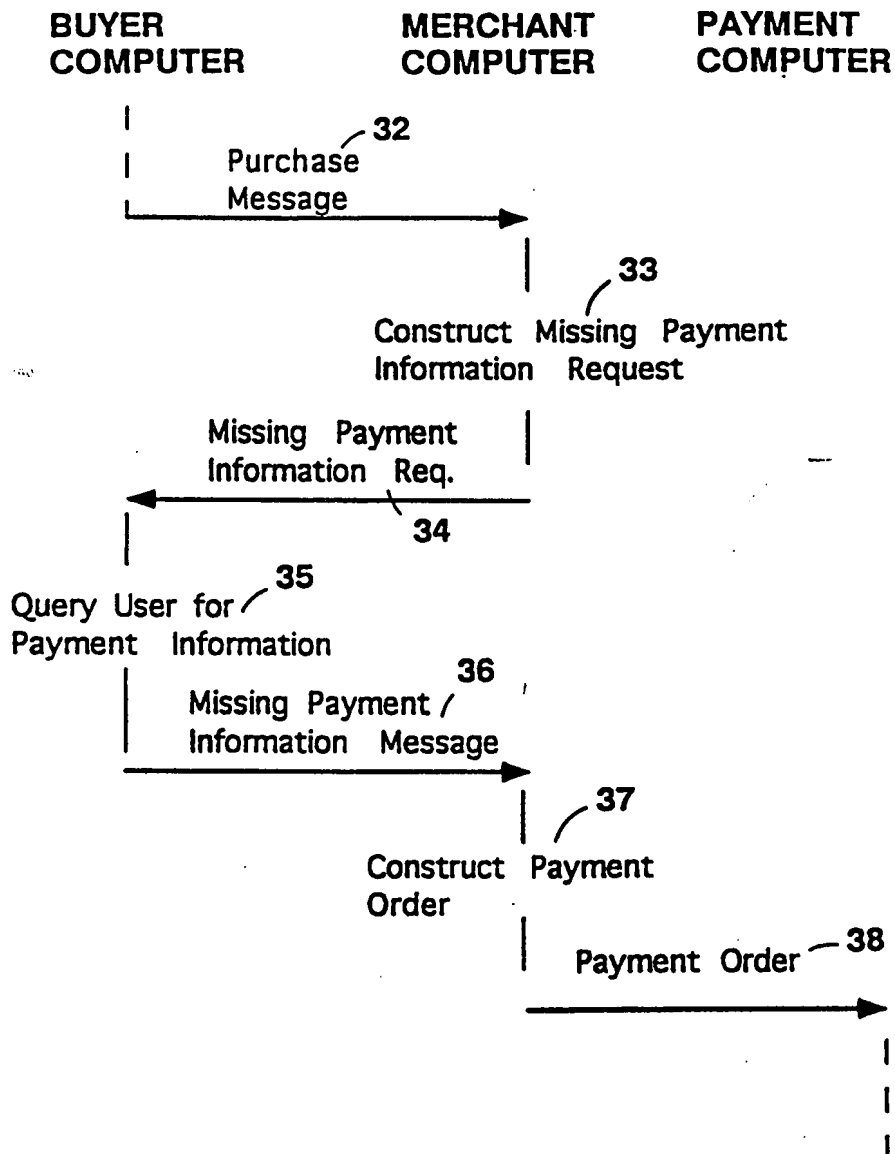 BUYER COMPUTER
MERCHANT COMPUTER
PAYMENT COMPUTER
32
Purchase
Message
33
Construct Missing Payment
Information Request
Missing Payment
Information Req.
34
35
Query User for
Payment Information
36
Missing Payment
Information Message
37
Construct Payment
Order
Payment Order
38